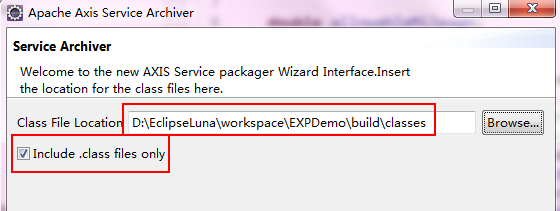 Apache Axis Service Archiver
Service Archiver
Welcome to the new AXIS Service packager Wizard Interface.Insert
the location for the class files here.
Class File Location D:\EclipseLuna\workspace\EXPDemo\build\classes Browse...
Include .class files only